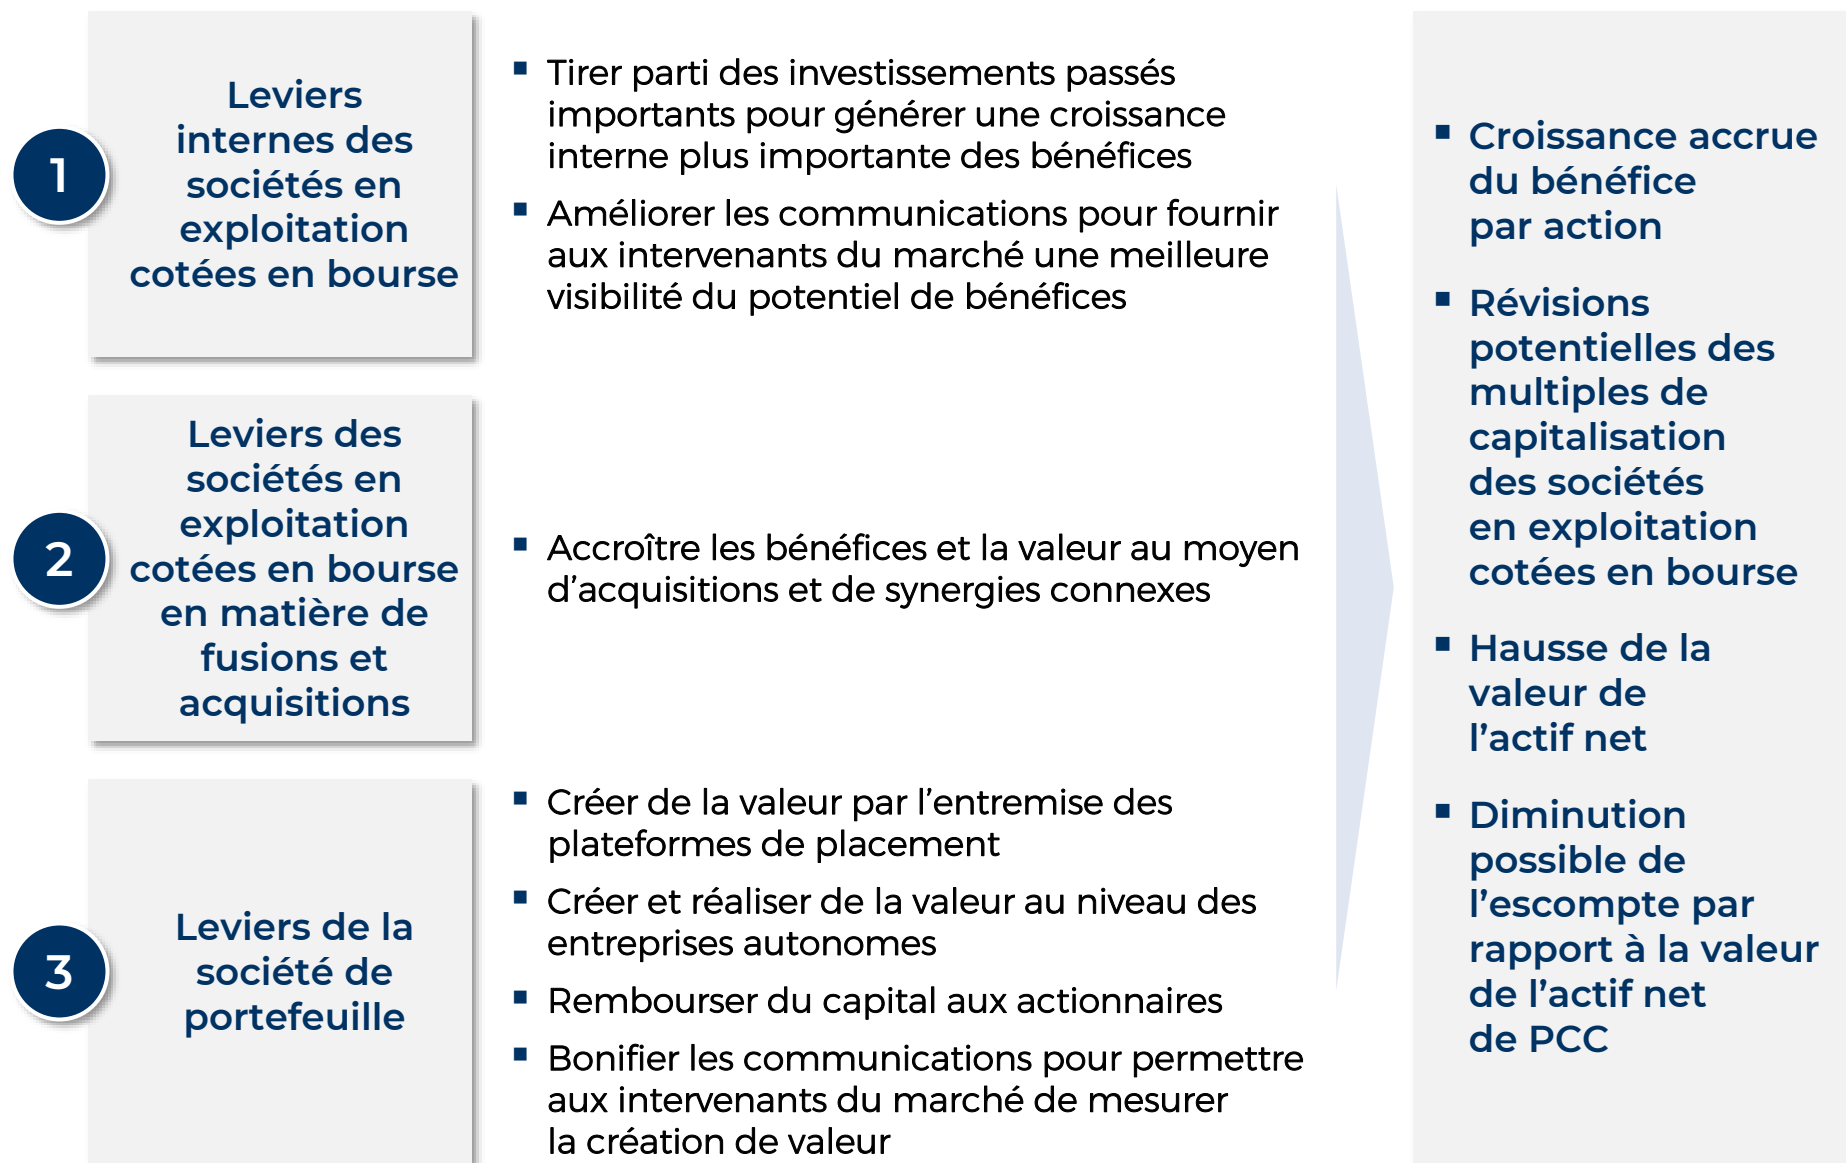 1
Leviers
internes des
sociétés en
exploitation
cotées en bourse
▪ Tirer parti des investissements passés
importants pour générer une croissance
interne plus importante des bénéfices
▪ Améliorer les communications pour fournir
aux intervenants du marché une meilleure
visibilité du potentiel de bénéfices
2
Leviers des
sociétés en
exploitation
cotées en bourse
en matière de
fusions et
acquisitions
▪ Accroître les bénéfices et la valeur au moyen
d’acquisitions et de synergies connexes
3
Leviers de la
société de
portefeuille
▪ Créer de la valeur par l’entremise des
plateformes de placement
▪ Créer et réaliser de la valeur au niveau des
entreprises autonomes
▪ Rembourser du capital aux actionnaires
▪ Bonifier les communications pour permettre
aux intervenants du marché de mesurer
la création de valeur
▪ Croissance accrue
du bénéfice
par action
▪ Révisions
potentielles des
multiples de
capitalisation
des sociétés
en exploitation
cotées en bourse
▪ Hausse de la
valeur de
l’actif net
▪ Diminution
possible de
l’escompte par
rapport à la valeur
de l’actif net
de PCC